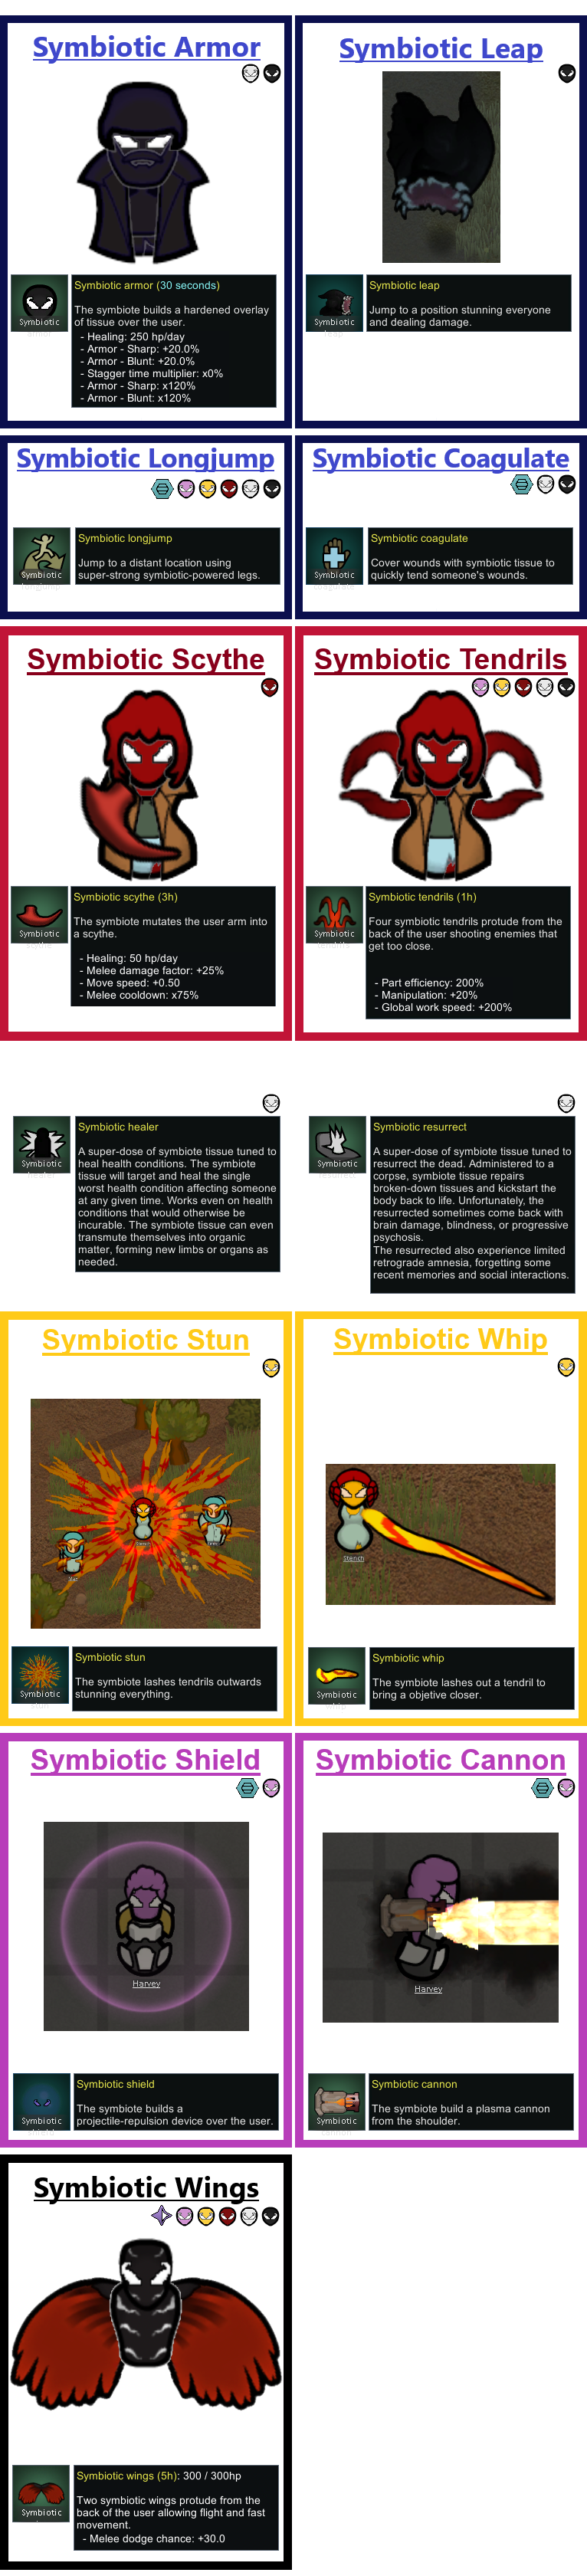 Symbiotic Armor
Symbiotic
Symbiotic armor (30 seconds)
The symbiote builds a hardened overlay
of tissue over the user.
- Healing: 250 hp/day
- Armor - Sharp: +20.0%
- Armor - Blunt: +20.0%
- Stagger time multiplier: x0%
- Armor - Sharp: x120%
- Armor - Blunt: x120%
Symbiotic Leap
Symbiotic
leap
Symbiotic leap
Jump to a position stunning everyone
and dealing damage.
Symbiotic Longjump
Symbiotic
longjump
Symbiotic longjump
Jump to a distant location using
super-strong symbiotic-powered legs.
Symbiotic Coagulate
Symbiotic
coagulate
Symbiotic coagulate
Cover wounds with symbiotic tissue to
quickly tend someone's wounds.
Symbiotic Scythe
Symbiotic
Symbiotic scythe (3h)
The symbiote mutates the user arm into
a scythe.
- Healing: 50 hp/day
- Melee damage factor: +25%
- Move speed: +0.50
- Melee cooldown: x75%
Symbiotic Tendrils
Symbiotic
tendrils
Symbiotic tendrils (1h)
Four symbiotic tendrils protude from the
back of the user shooting enemies that
get too close.
- Part efficiency: 200%
- Manipulation: +20%
- Global work speed: +200%
Symbiotic
healer
Symbiotic healer
A super-dose of symbiote tissue tuned to
heal health conditions. The symbiote
tissue will target and heal the single
worst health condition affecting someone
at any given time. Works even on health
conditions that would otherwise be
incurable. The symbiote tissue can even
transmute themselves into organic
matter, forming new limbs or organs as
needed.
Symbiotic
resurrect
Symbiotic resurrect
A super-dose of symbiote tissue tuned to
resurrect the dead. Administered to a
corpse, symbiote tissue repairs
broken-down tissues and kickstart the
body back to life. Unfortunately, the
resurrected sometimes come back with
brain damage, blindness, or progressive
psychosis.
The resurrected also experience limited
retrograde amnesia, forgetting some
recent memories and social interactions.
Symbiotic Stun
Symbiotic
stun
Symbiotic stun
The symbiote lashes tendrils outwards
stunning everything.
Symbiotic Whip
Stench
Symbiotic
whip
Symbiotic whip
The symbiote lashes out a tendril to
bring a objetive closer.
Symbiotic Shield
Harvey
Symbiotic
shield
Symbiotic shield
The symbiote builds a
projectile-repulsion device over the user.
Symbiotic Cannon
Harvey
Symbiotic
cannon
Symbiotic cannon
The symbiote build a plasma cannon
from the shoulder.
Symbiotic Wings
Symbiotic
Symbiotic wings (5h): 300 / 300hp
Two symbiotic wings protude from the
back of the user allowing flight and fast
movement.
- Melee dodge chance: +30.0